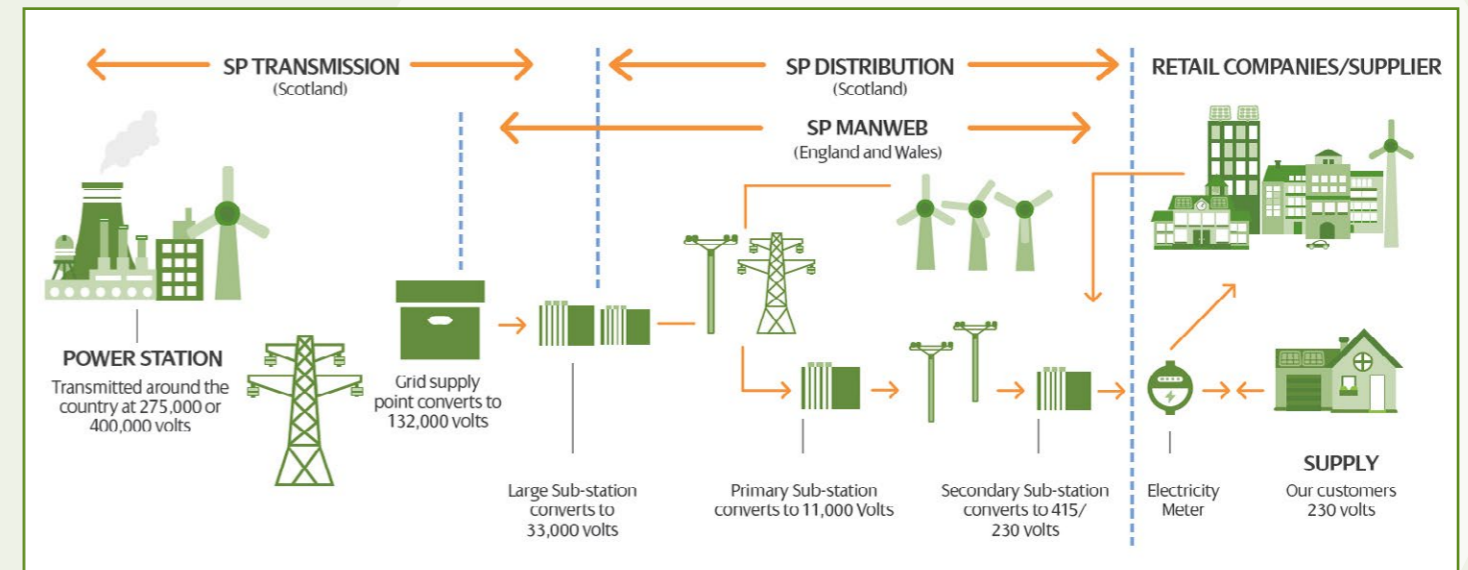 SP TRANSMISSION
(Scotland)
SP DISTRIBUTION
(Scotland)
RETAIL COMPANIES/SUPPLIER
SP MANWEB
(England and Wales)
POWER STATION
Transmitted around the
country at 275,000 or
400,000 volts
Grid supply
point converts to
132,000 volts
Large Sub-station
converts to
33,000 volts
Primary Sub-station
converts to 11,000 Volts
Secondary Sub-station
converts to 415/
230 volts
Electricity
Meter
SUPPLY
Our customers
230 volts